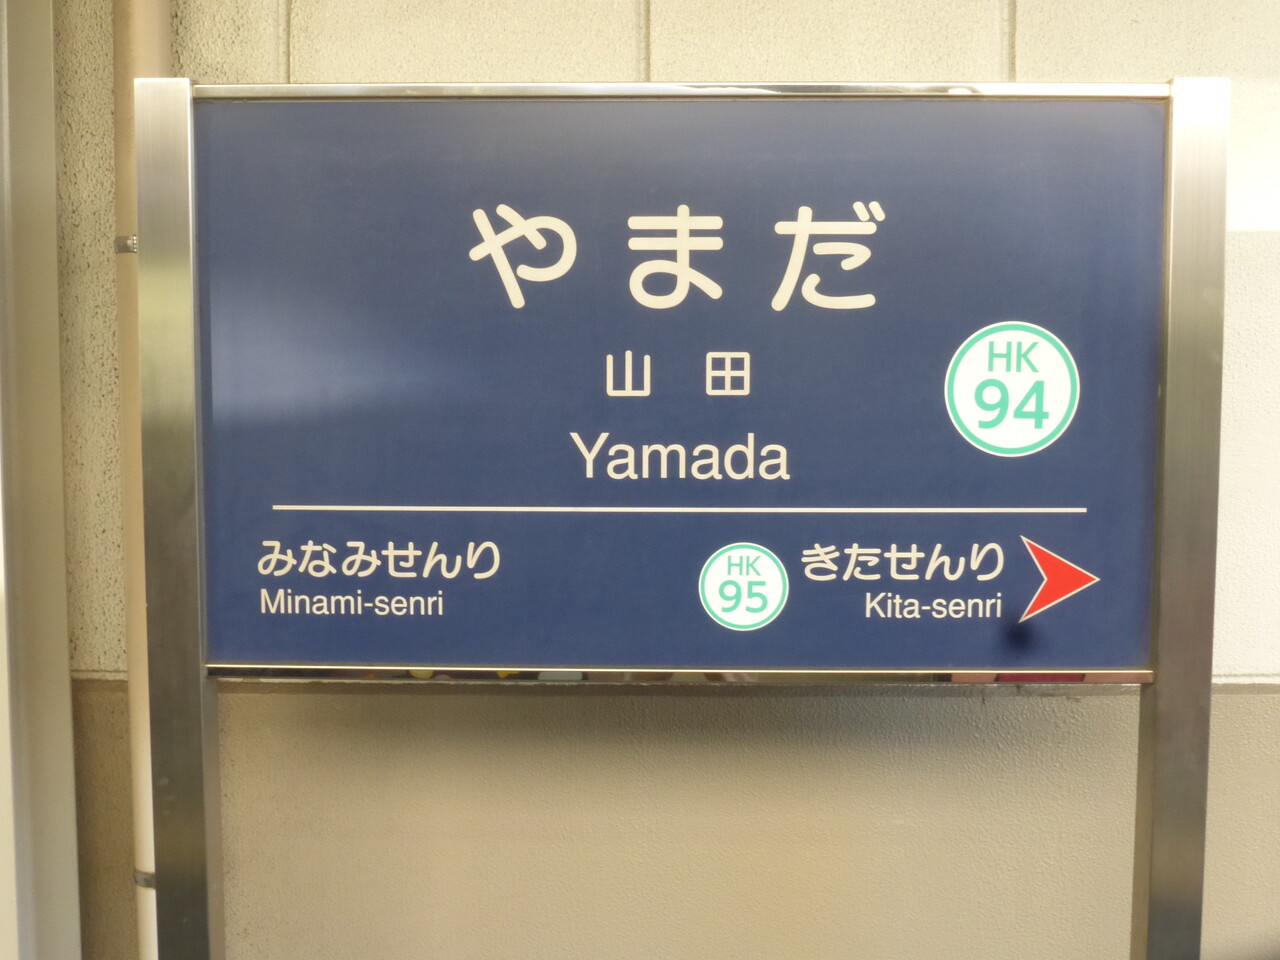 やまだ
山田
HK
94
Yamada
みなみせんり
Minami-senri
HK
95
きたせんり
Kita-senri